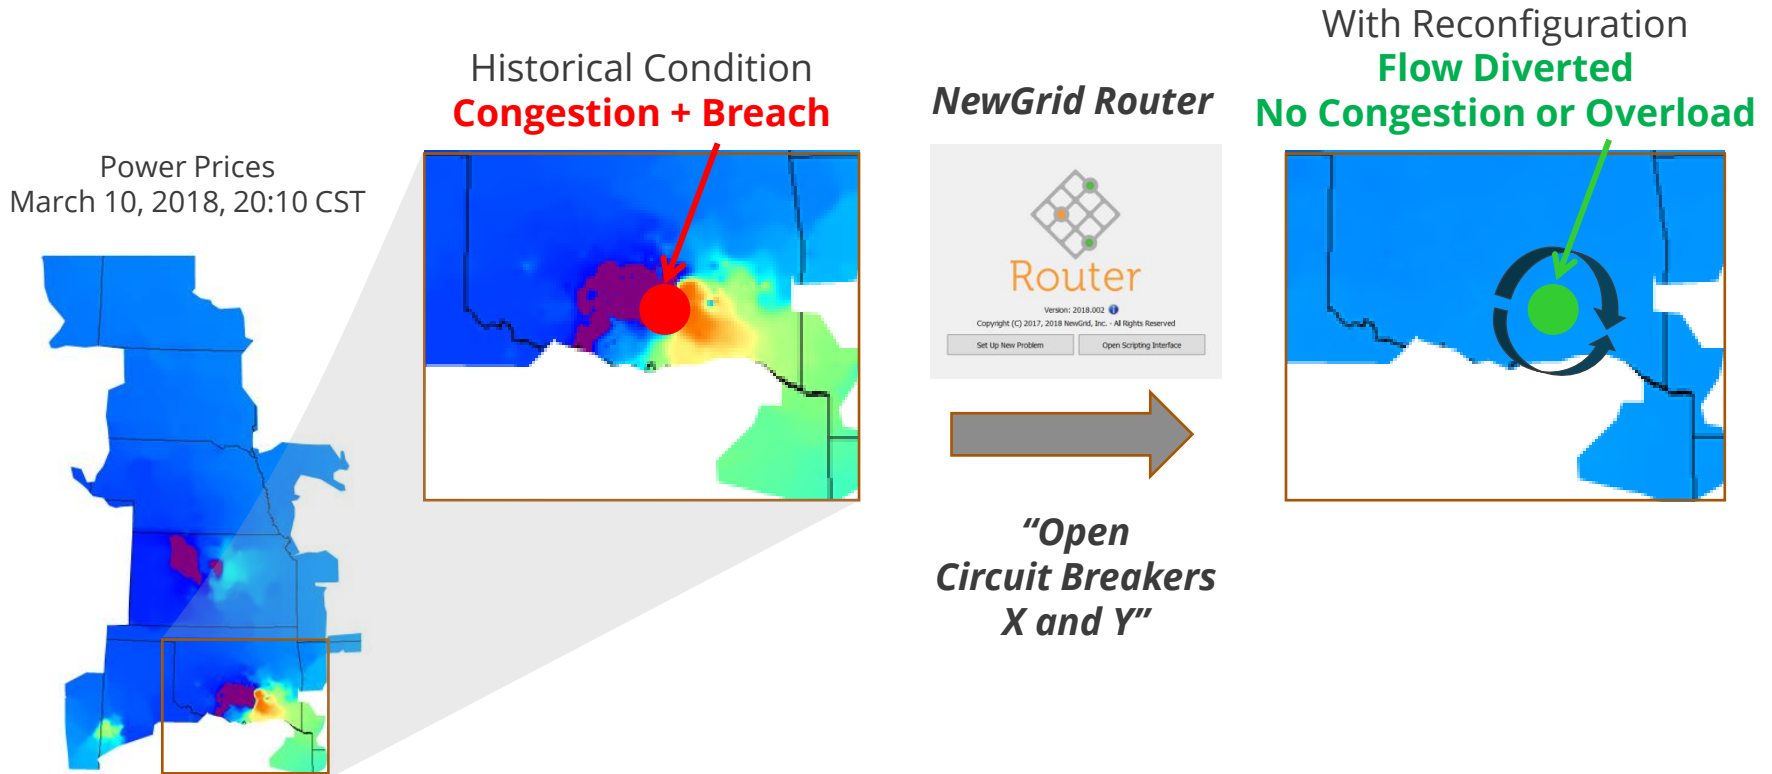 Power Prices
March 10, 2018, 20:10 CST
Historical Condition
Congestion + Breach
NewGrid Router
Router
Version: 2018.002
Copyright (C) 2017, 2018 NewGrid, Inc. - All Rights Reserved
Set Up New Problem
Open Scripting Interface
“Open
Circuit Breakers
X and Y”
With Reconfiguration
Flow Diverted
No Congestion or Overload